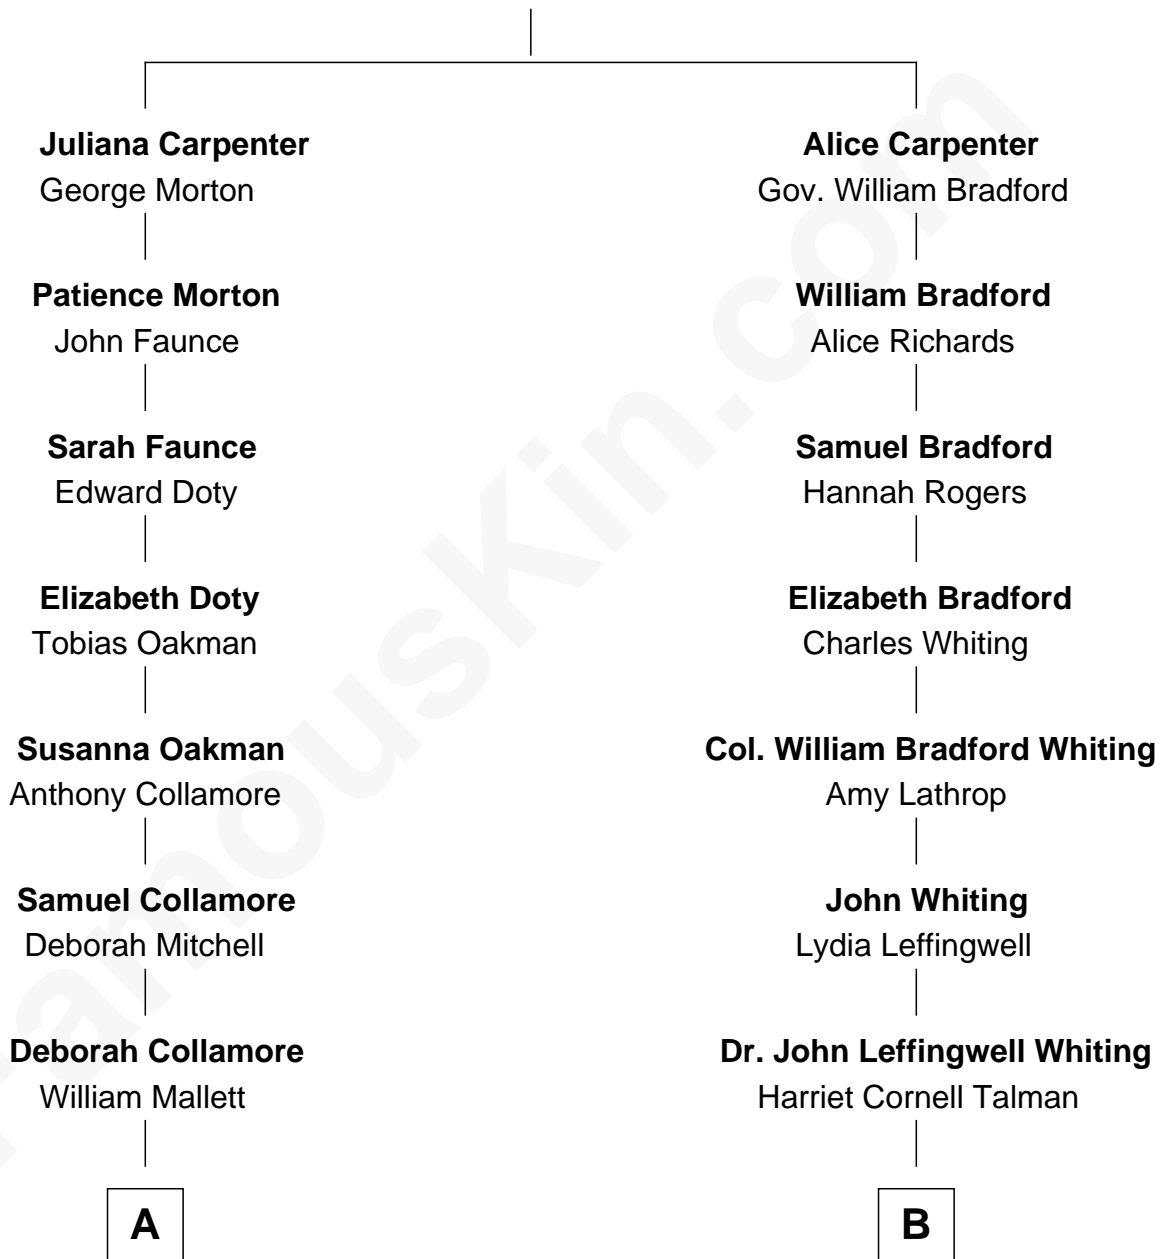 Juliana Carpenter
George Morton
Patience Morton
John Faunce
Sarah Faunce
Edward Doty
Elizabeth Doty
Tobias Oakman
Susanna Oakman
Anthony Collamore
Samuel Collamore
Deborah Mitchell
Deborah Collamore
William Mallett
A
Alice Carpenter
Gov. William Bradford
William Bradford
Alice Richards
Samuel Bradford
Hannah Rogers
Elizabeth Bradford
Charles Whiting
Col. William Bradford Whiting
Amy Lathrop
John Whiting
Lydia Leffingwell
Dr. John Leffingwell Whiting
Harriet Cornell Talman
B
FamousKin.com